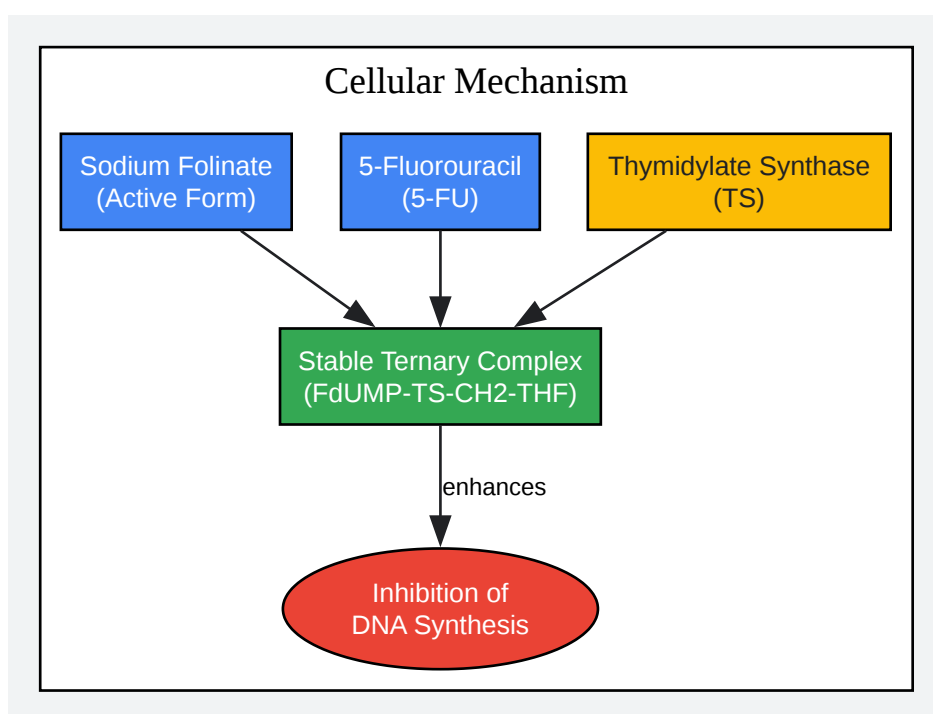 Cellular Mechanism
Sodium Folinate
(Active Form)
5-Fluorouracil
(5-FU)
Thymidylate Synthase
(TS)
Stable Ternary Complex
(FdUMP-TS-CH2-THF)
enhances
Inhibition of
DNA Synthesis